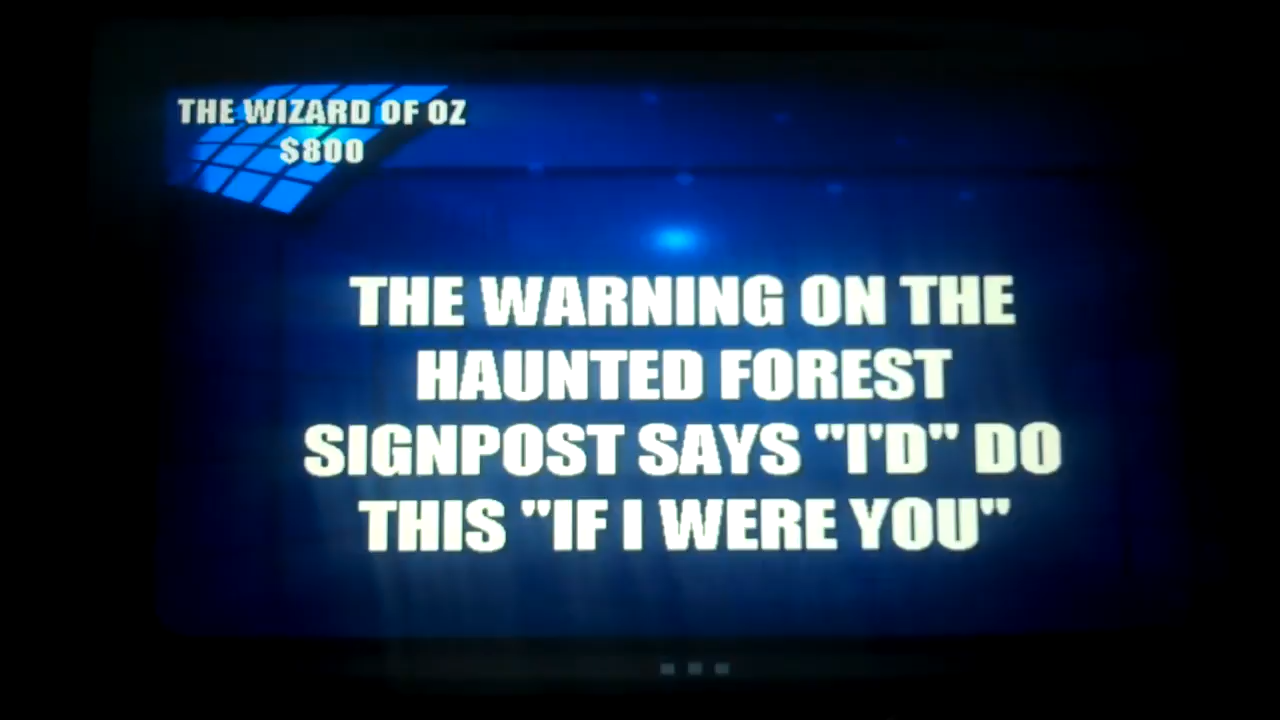 THE WIZARD OF OZ
$800
THE WARNING ON THE
HAUNTED FOREST
SIGNPOST SAYS "I'D" DO
THIS "IF I WERE YOU"